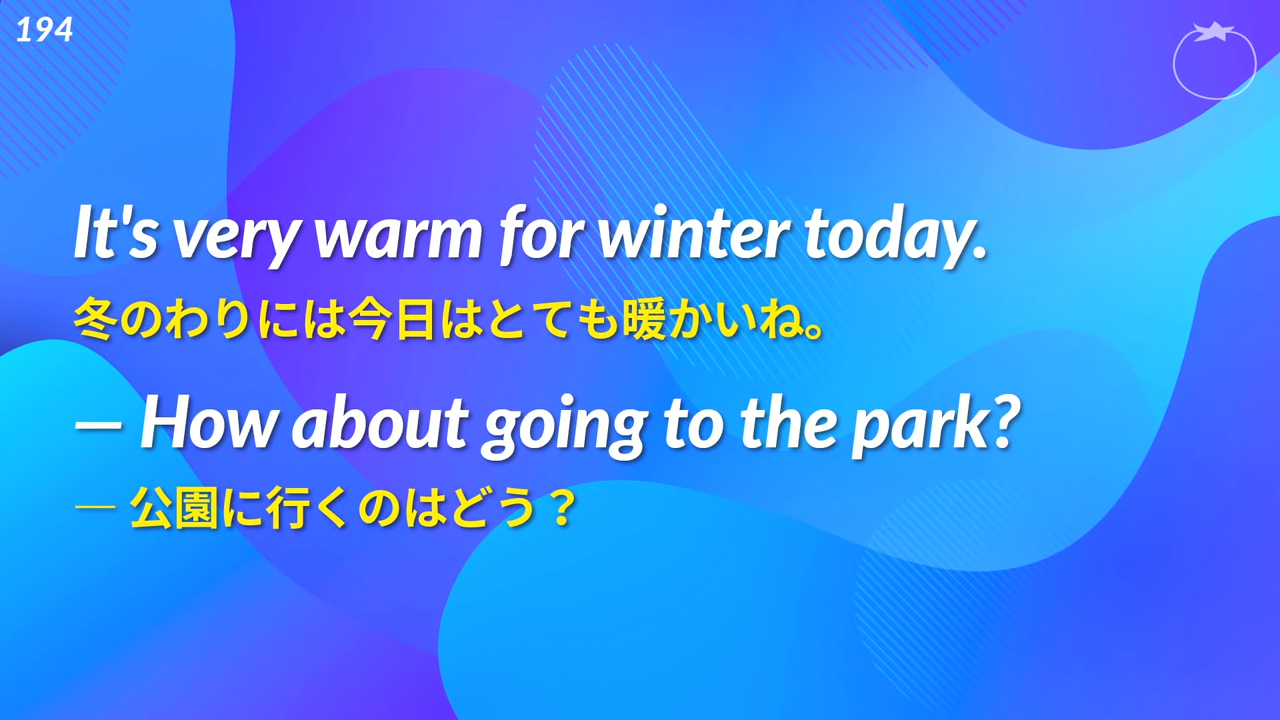 194
It's very warm for winter today.
冬のわりには今日はとても暖かいね。
— How about going to the park?
— 公園に行くのはどう？